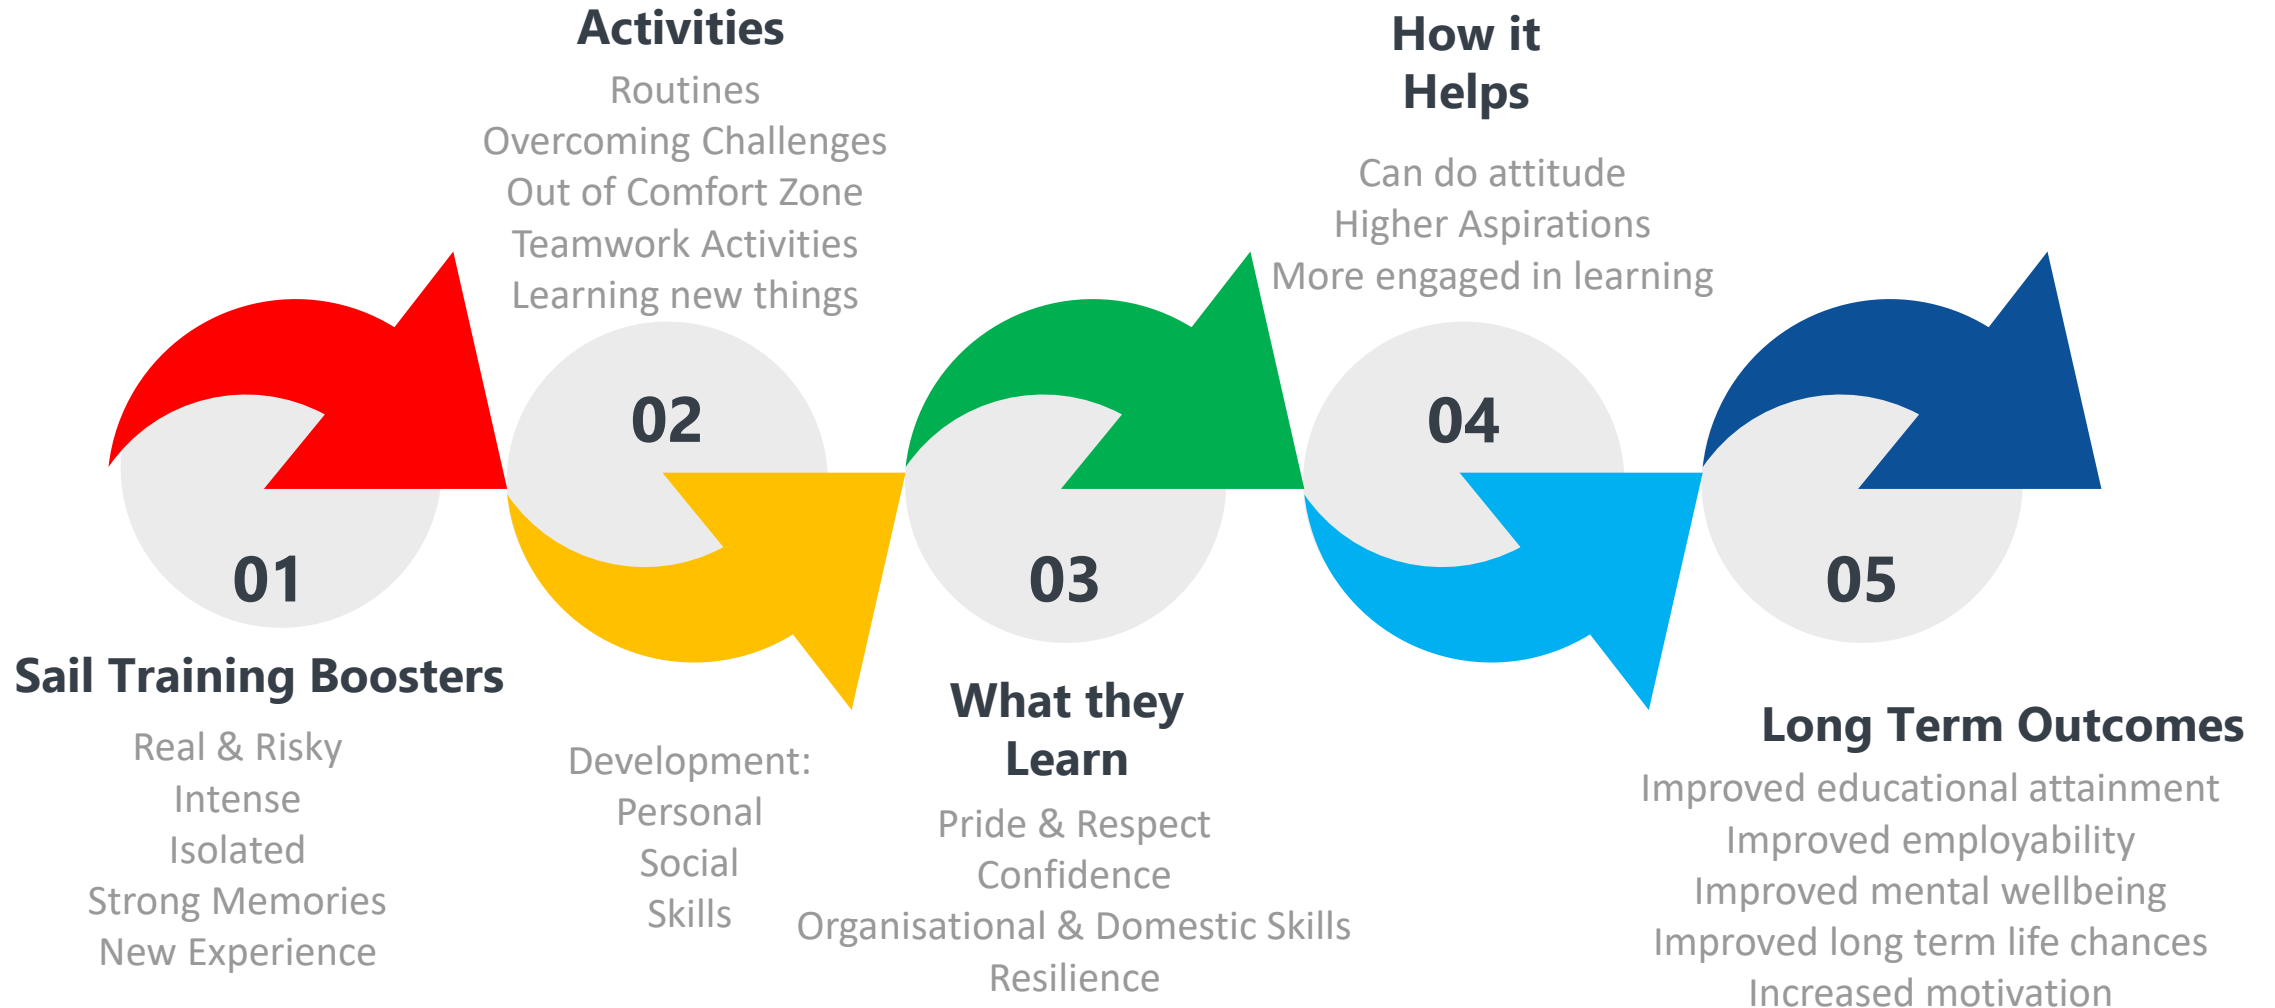 01
Sail Training Boosters
Real & Risky
Intense
Isolated
Strong Memories
New Experience
Activities
Routines
Overcoming Challenges
Out of Comfort Zone
Teamwork Activities
Learning new things
02
Development:
Personal
Social
Skills
03
What they
Learn
Pride & Respect
Confidence
Organisational & Domestic Skills
Resilience
How it
Helps
Can do attitude
Higher Aspirations
More engaged in learning
04
05
Long Term Outcomes
Improved educational attainment
Improved employability
Improved mental wellbeing
Improved long term life chances
Increased motivation